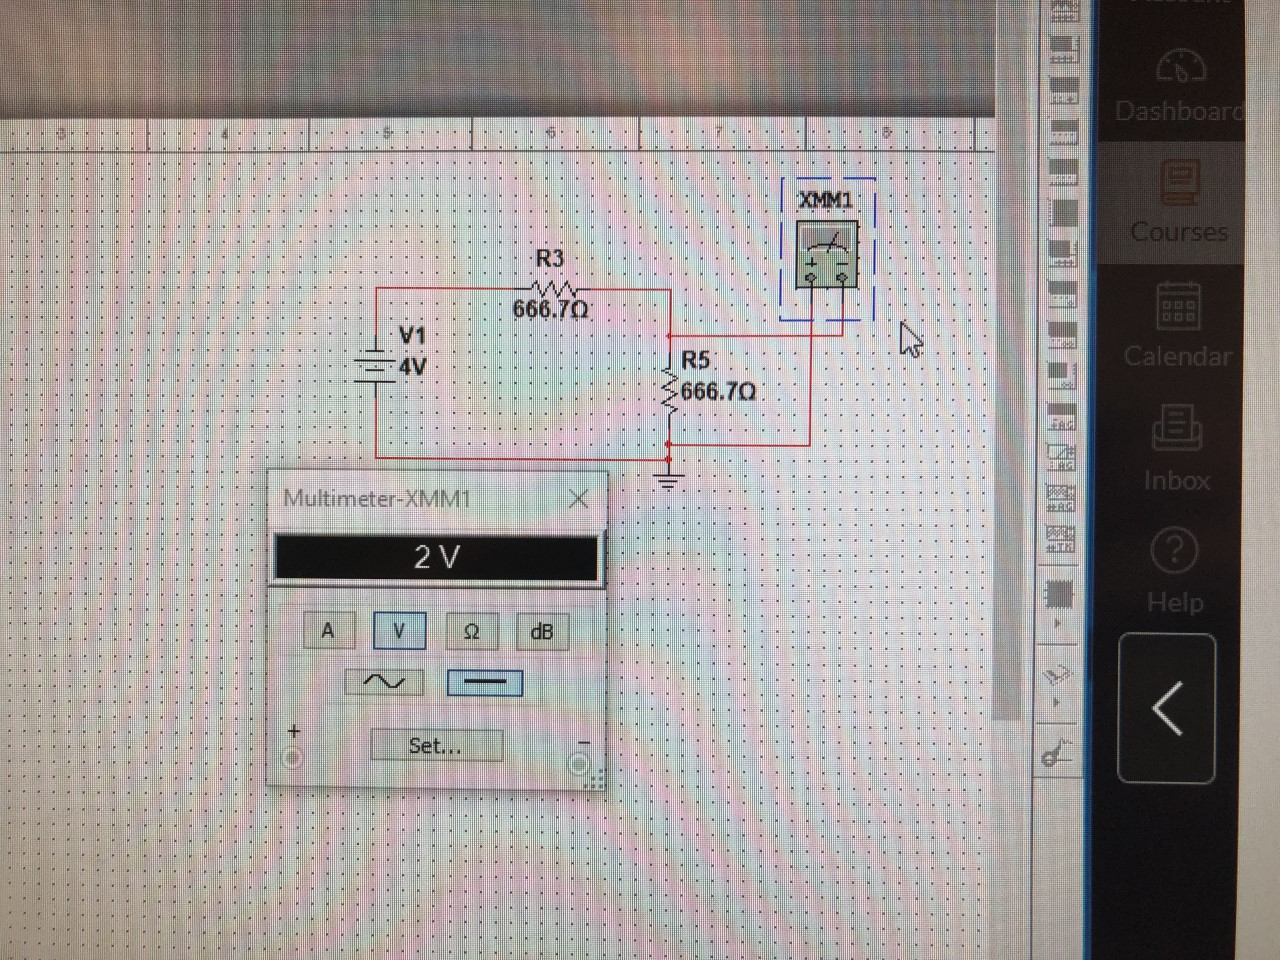 3 4 5 6 7 8
XMM1
+ −
R3
666.7Ω
V1
4V
R5
666.7Ω
Multimeter-XMM1
2 V
A V Ω dB
+ −
Set...
Dashboard
Courses
Calendar
Inbox
Help